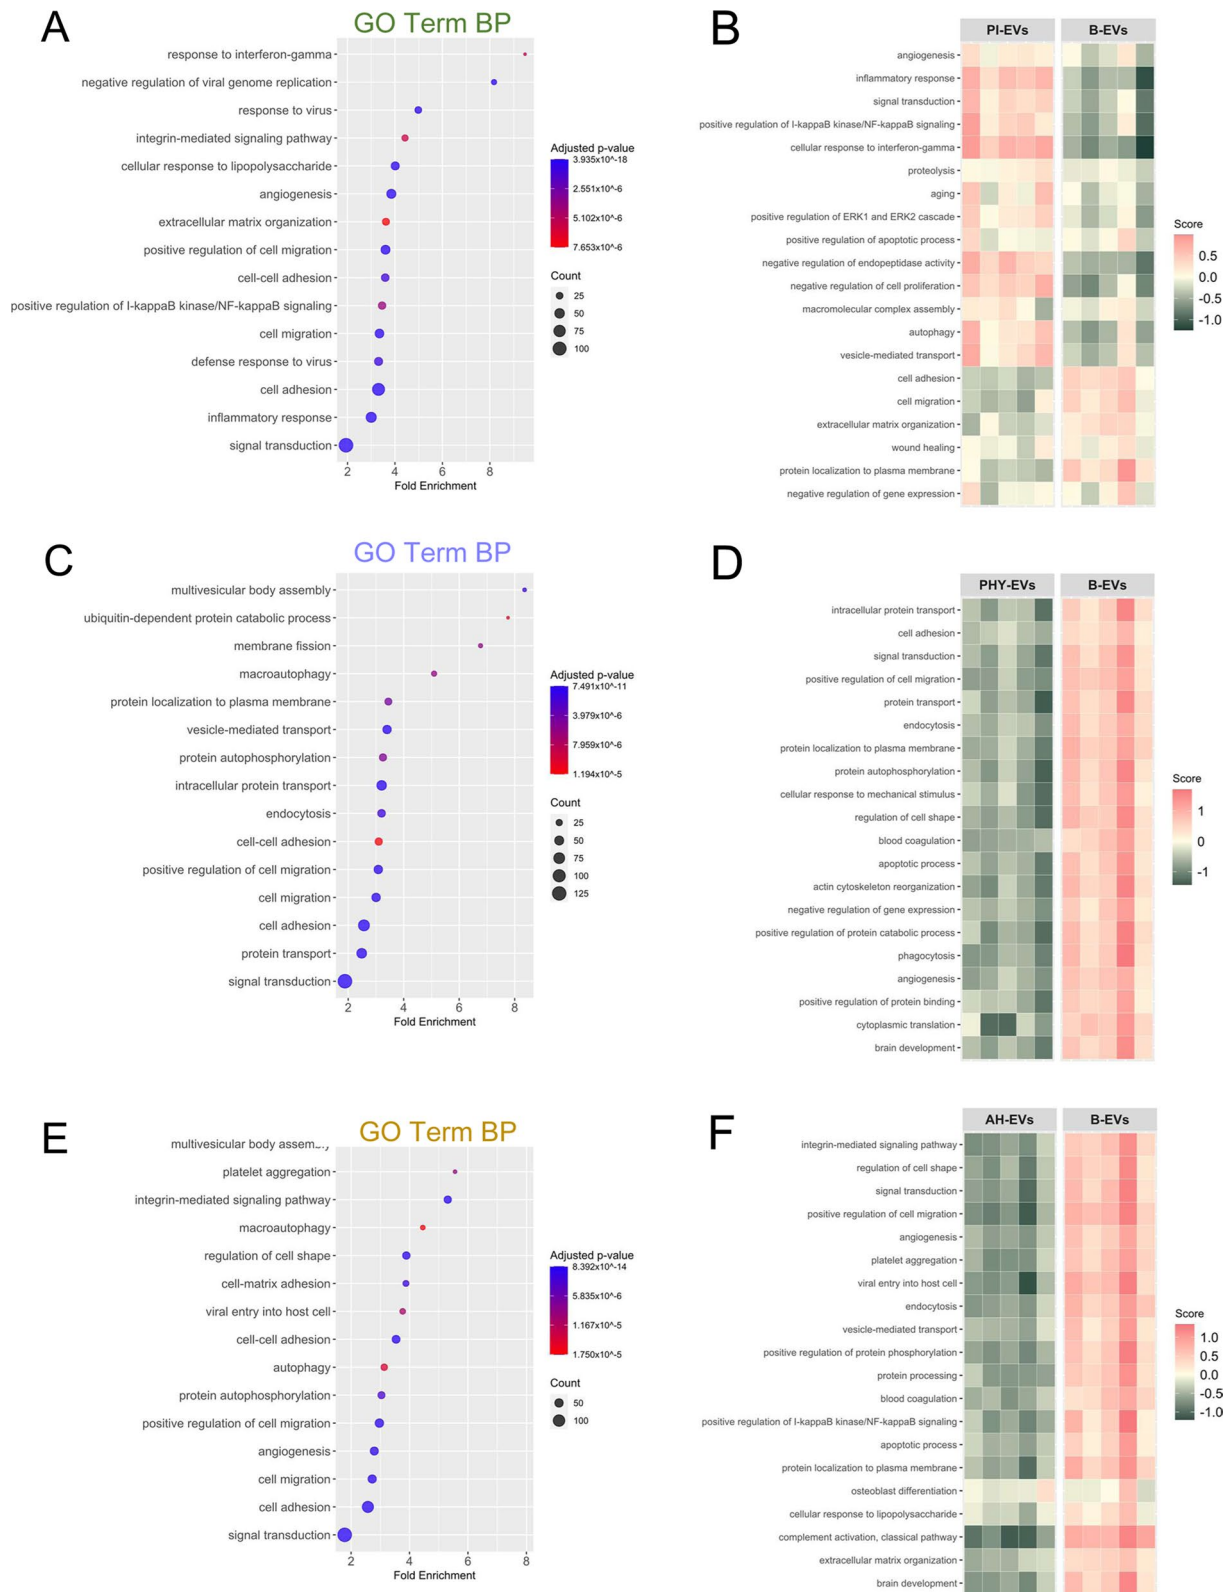 A
GO Term BP
response to interferon-gamma
negative regulation of viral genome replication
response to virus
integrin-mediated signaling pathway
cellular response to lipopolysaccharide
angiogenesis
extracellular matrix organization
positive regulation of cell migration
cell-cell adhesion
positive regulation of I-kappaB kinase/NF-kappaB signaling
cell migration
defense response to virus
cell adhesion
inflammatory response
signal transduction
2 4 6 8
Fold Enrichment
Adjusted p-value
3.935x10^-18
2.551x10^-6
5.102x10^-6
7.653x10^-6
Count
25
50
75
100
B
PI-EVs B-EVs
angiogenesis
inflammatory response
signal transduction
positive regulation of I-kappaB kinase/NF-kappaB signaling
cellular response to interferon-gamma
proteolysis
aging
positive regulation of ERK1 and ERK2 cascade
positive regulation of apoptotic process
negative regulation of endopeptidase activity
negative regulation of cell proliferation
macromolecular complex assembly
autophagy
vesicle-mediated transport
cell adhesion
cell migration
extracellular matrix organization
wound healing
protein localization to plasma membrane
negative regulation of gene expression
Score
0.5
0.0
-0.5
-1.0
C
GO Term BP
multivesicular body assembly
ubiquitin-dependent protein catabolic process
membrane fission
macroautophagy
protein localization to plasma membrane
vesicle-mediated transport
protein autophosphorylation
intracellular protein transport
endocytosis
cell-cell adhesion
positive regulation of cell migration
cell migration
cell adhesion
protein transport
signal transduction
2 4 6 8
Fold Enrichment
Adjusted p-value
7.491x10^-11
3.979x10^-6
7.959x10^-6
1.194x10^-5
Count
25
50
75
100
125
D
PHY-EVs B-EVs
intracellular protein transport
cell adhesion
signal transduction
positive regulation of cell migration
protein transport
endocytosis
protein localization to plasma membrane
protein autophosphorylation
cellular response to mechanical stimulus
regulation of cell shape
blood coagulation
apoptotic process
actin cytoskeleton reorganization
negative regulation of gene expression
positive regulation of protein catabolic process
phagocytosis
angiogenesis
positive regulation of protein binding
cytoplasmic translation
brain development
Score
1
0
-1
E
GO Term BP
multivesicular body
platelet aggregation
integrin-mediated signaling pathway
macroautophagy
regulation of cell shape
cell-matrix adhesion
viral entry into host cell
cell-cell adhesion
autophagy
protein autophosphorylation
positive regulation of cell migration
angiogenesis
cell migration
cell adhesion
signal transduction
2 4 6 8
Fold Enrichment
Adjusted p-value
8.392x10^-14
5.835x10^-6
1.167x10^-5
1.750x10^-5
Count
50
100
F
AH-EVs B-EVs
integrin-mediated signaling pathway
regulation of cell shape
signal transduction
positive regulation of cell migration
angiogenesis
platelet aggregation
viral entry into host cell
endocytosis
vesicle-mediated transport
positive regulation of protein phosphorylation
protein processing
blood coagulation
positive regulation of I-kappaB kinase/NF-kappaB signaling
apoptotic process
protein localization to plasma membrane
osteoblast differentiation
cellular response to lipopolysaccharide
complement activation, classical pathway
extracellular matrix organization
brain development
Score
1.0
0.5
0.0
-0.5
-1.0